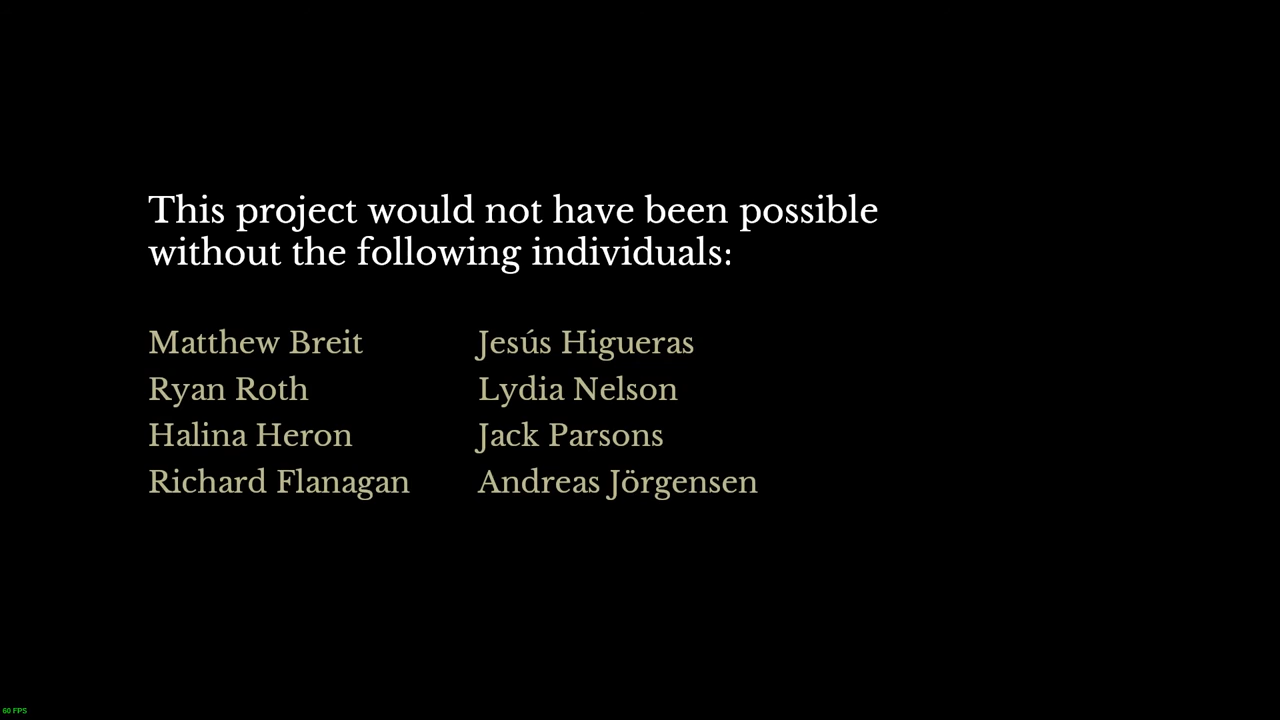 This project would not have been possible
without the following individuals:
Matthew Breit
Ryan Roth
Halina Heron
Richard Flanagan
Jesús Higueras
Lydia Nelson
Jack Parsons
Andreas Jörgensen
60 FPS